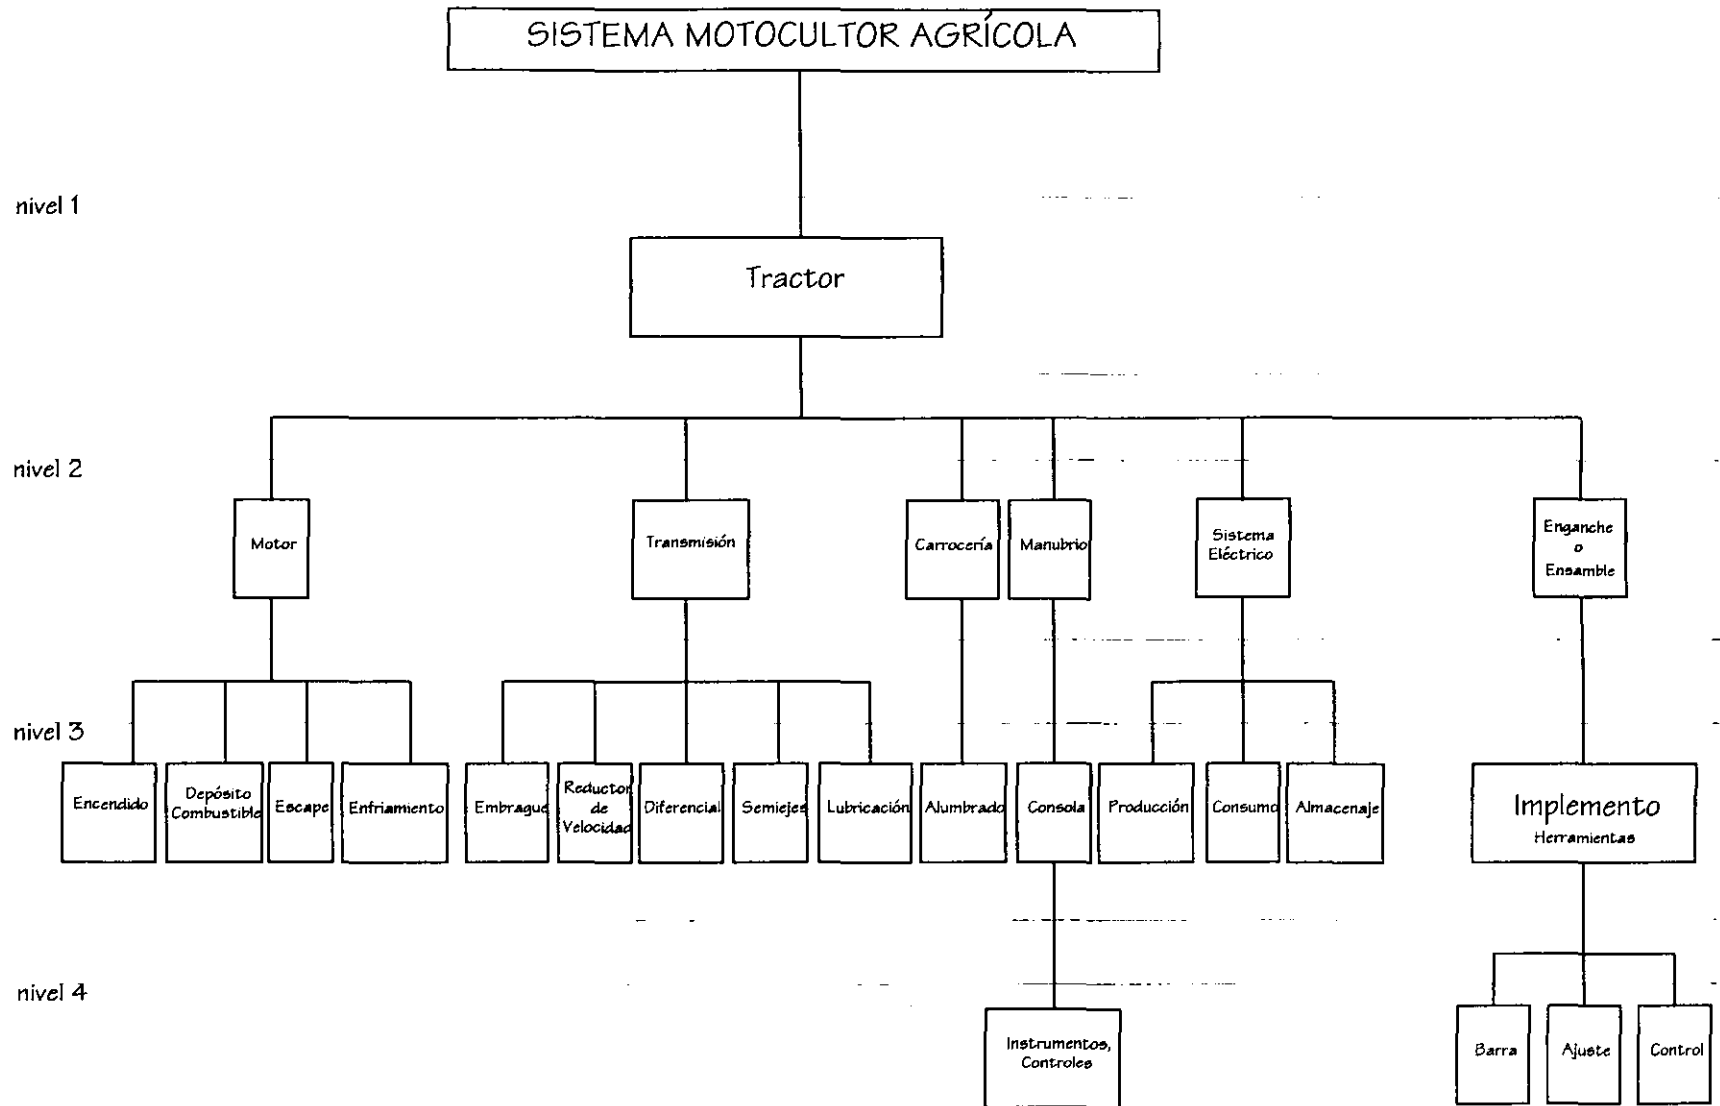 SISTEMA MOTOCULTOR AGRÍCOLA
nivel 1
Tractor
nivel 2
Motor
Transmisión
Carrocería
Manubrio
Sistema
Eléctrico
Enganche
o
Ensamble
nivel 3
Encendido
Depósito
Combustible
Escape
Enfriamiento
Embrague
Reductor
de
Velocidad
Diferencial
Semiejes
Lubricación
Alumbrado
Consola
Producción
Consumo
Almacenaje
Implemento
Herramientas
nivel 4
Instrumentos,
Controles
Barra
Ajuste
Control